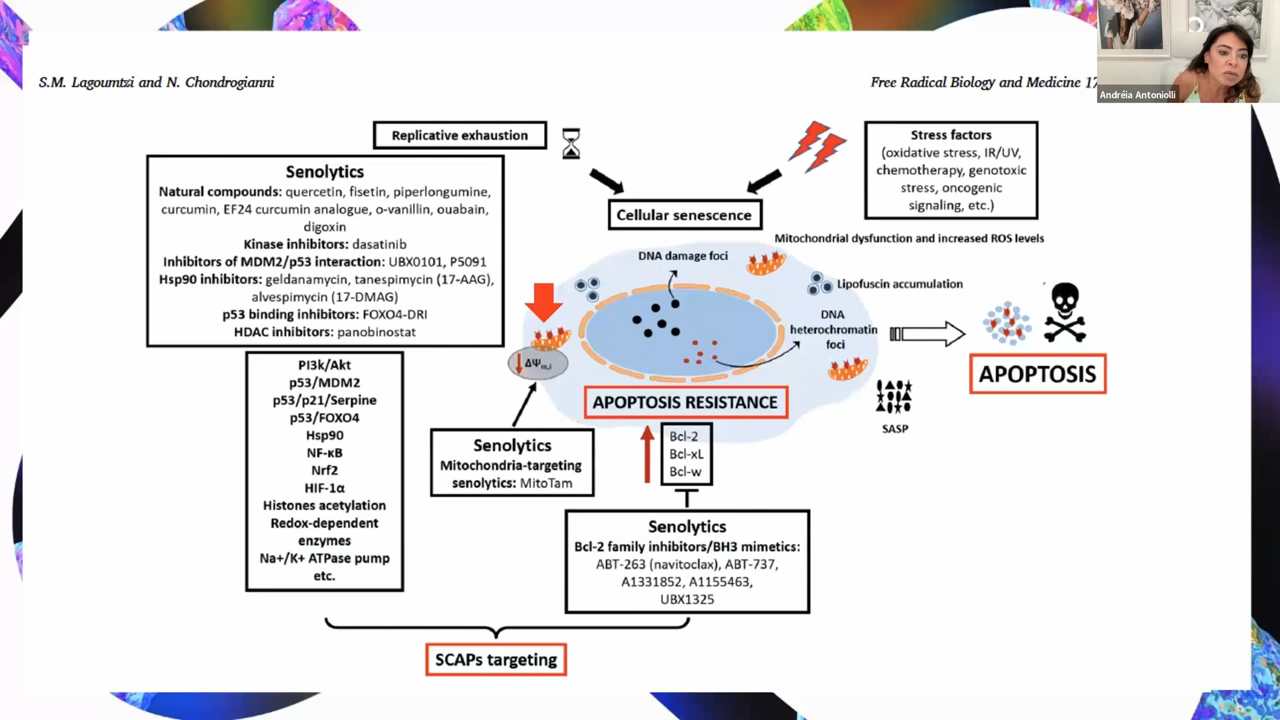 S.M. Lagoumtzi and N. Chondrogianni
Free Radical Biology and Medicine 17
Andréia Antoniolli
Replicative exhaustion
Stress factors
(oxidative stress, IR/UV,
chemotherapy, genotoxic
stress, oncogenic
signaling, etc.)
Senolytics
Natural compounds: quercetin, fisetin, piperlongumine,
curcumin, EF24 curcumin analogue, o-vanillin, ouabain,
digoxin
Kinase inhibitors: dasatinib
Inhibitors of MDM2/p53 interaction: UBX0101, P5091
Hsp90 inhibitors: geldanamycin, tanespimycin (17-AAG),
alvespimycin (17-DMAG)
p53 binding inhibitors: FOXO4-DRI
HDAC inhibitors: panobinostat
Cellular senescence
Mitochondrial dysfunction and increased ROS levels
DNA damage foci
Lipofuscin accumulation
DNA
heterochromatin
foci
ΔΨm,i
APOPTOSIS
APOPTOSIS RESISTANCE
SASP
PI3k/Akt
p53/MDM2
p53/p21/Serpine
p53/FOXO4
Hsp90
NF-κB
Nrf2
HIF-1α
Histones acetylation
Redox-dependent
enzymes
Na+/K+ ATPase pump
etc.
Senolytics
Mitochondria-targeting
senolytics: MitoTam
Bcl-2
Bcl-xL
Bcl-w
Senolytics
Bcl-2 family inhibitors/BH3 mimetics:
ABT-263 (navitoclax), ABT-737,
A1331852, A1155463,
UBX1325
SCAPs targeting